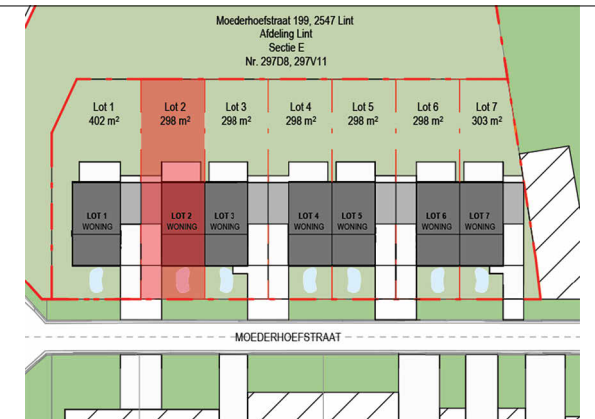 Moederhoefstraat 199, 2547 Lint
Afdeling Lint
Sectie E
Nr. 297D8, 297V11
Lot 1
402 m²
Lot 2
298 m²
Lot 3
298 m²
Lot 4
298 m²
Lot 5
298 m²
Lot 6
298 m²
Lot 7
303 m²
LOT 1
WONING
LOT 2
WONING
LOT 3
WONING
LOT 4
WONING
LOT 5
WONING
LOT 6
WONING
LOT 7
WONING
MOEDERHOEFSTRAAT